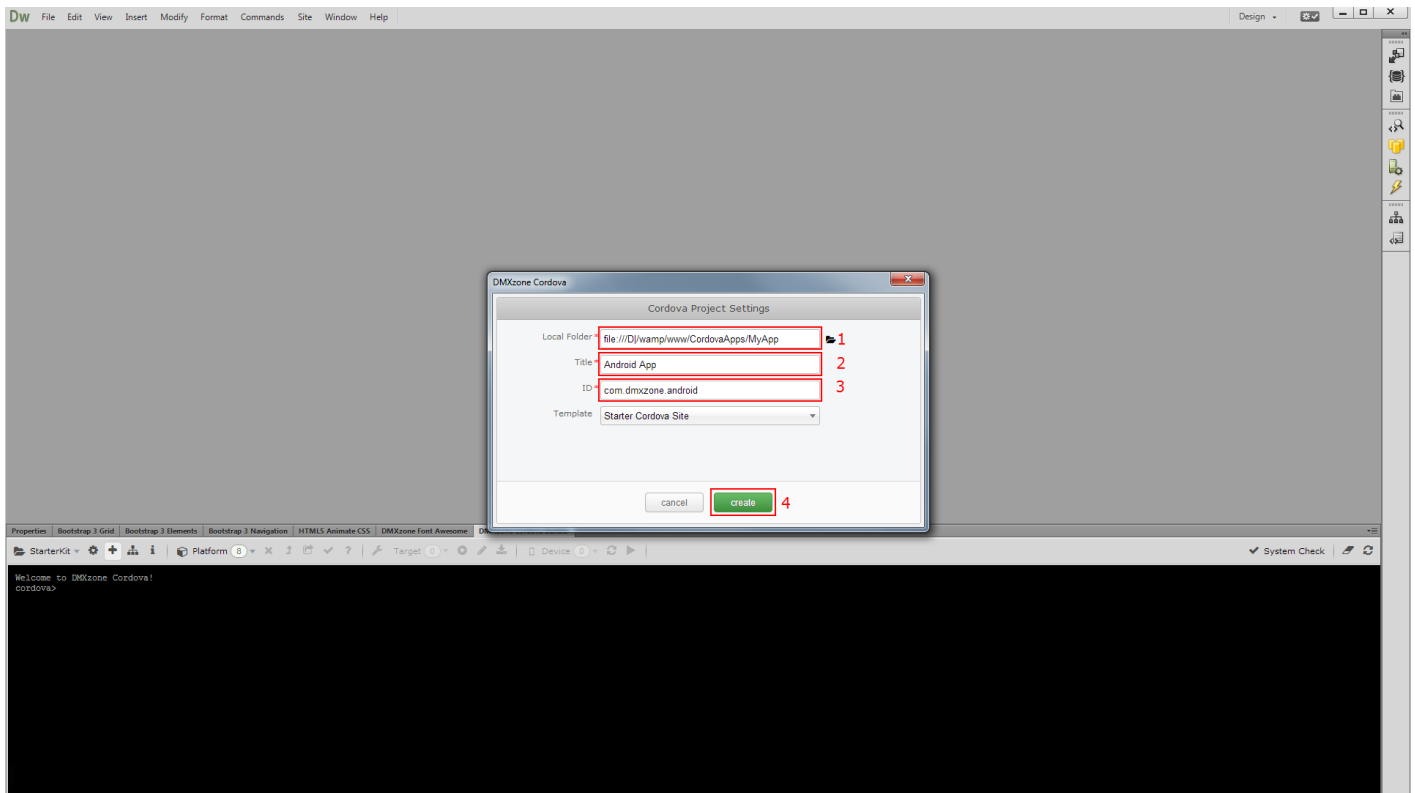 Dw File Edit View Insert Modify Format Commands Site Window Help Design
DMXzone Cordova
Cordova Project Settings
Local Folder * file:///D|/wamp/www/CordovaApps/MyApp 1
Title * Android App 2
ID * com.dmxzone.android 3
Template Starter Cordova Site
cancel create 4
Properties Bootstrap 3 Grid Bootstrap 3 Elements Bootstrap 3 Navigation HTML5 Animate CSS DMXzone Font Awesome
StarterKit Platform 8 Target 0 Device 0 System Check
Welcome to DMXzone Cordova!
cordova>